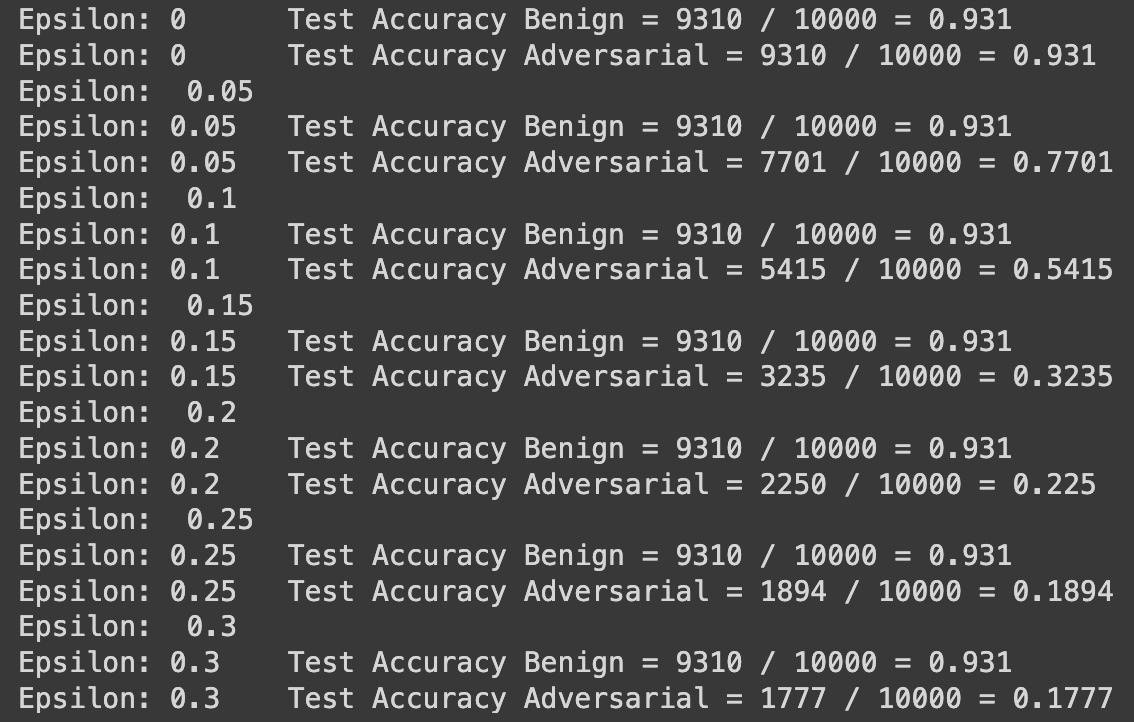 Epsilon: 0      Test Accuracy Benign = 9310 / 10000 = 0.931
Epsilon: 0      Test Accuracy Adversarial = 9310 / 10000 = 0.931
Epsilon:  0.05
Epsilon: 0.05   Test Accuracy Benign = 9310 / 10000 = 0.931
Epsilon: 0.05   Test Accuracy Adversarial = 7701 / 10000 = 0.7701
Epsilon:  0.1
Epsilon: 0.1    Test Accuracy Benign = 9310 / 10000 = 0.931
Epsilon: 0.1    Test Accuracy Adversarial = 5415 / 10000 = 0.5415
Epsilon:  0.15
Epsilon: 0.15   Test Accuracy Benign = 9310 / 10000 = 0.931
Epsilon: 0.15   Test Accuracy Adversarial = 3235 / 10000 = 0.3235
Epsilon:  0.2
Epsilon: 0.2    Test Accuracy Benign = 9310 / 10000 = 0.931
Epsilon: 0.2    Test Accuracy Adversarial = 2250 / 10000 = 0.225
Epsilon:  0.25
Epsilon: 0.25   Test Accuracy Benign = 9310 / 10000 = 0.931
Epsilon: 0.25   Test Accuracy Adversarial = 1894 / 10000 = 0.1894
Epsilon:  0.3
Epsilon: 0.3    Test Accuracy Benign = 9310 / 10000 = 0.931
Epsilon: 0.3    Test Accuracy Adversarial = 1777 / 10000 = 0.1777